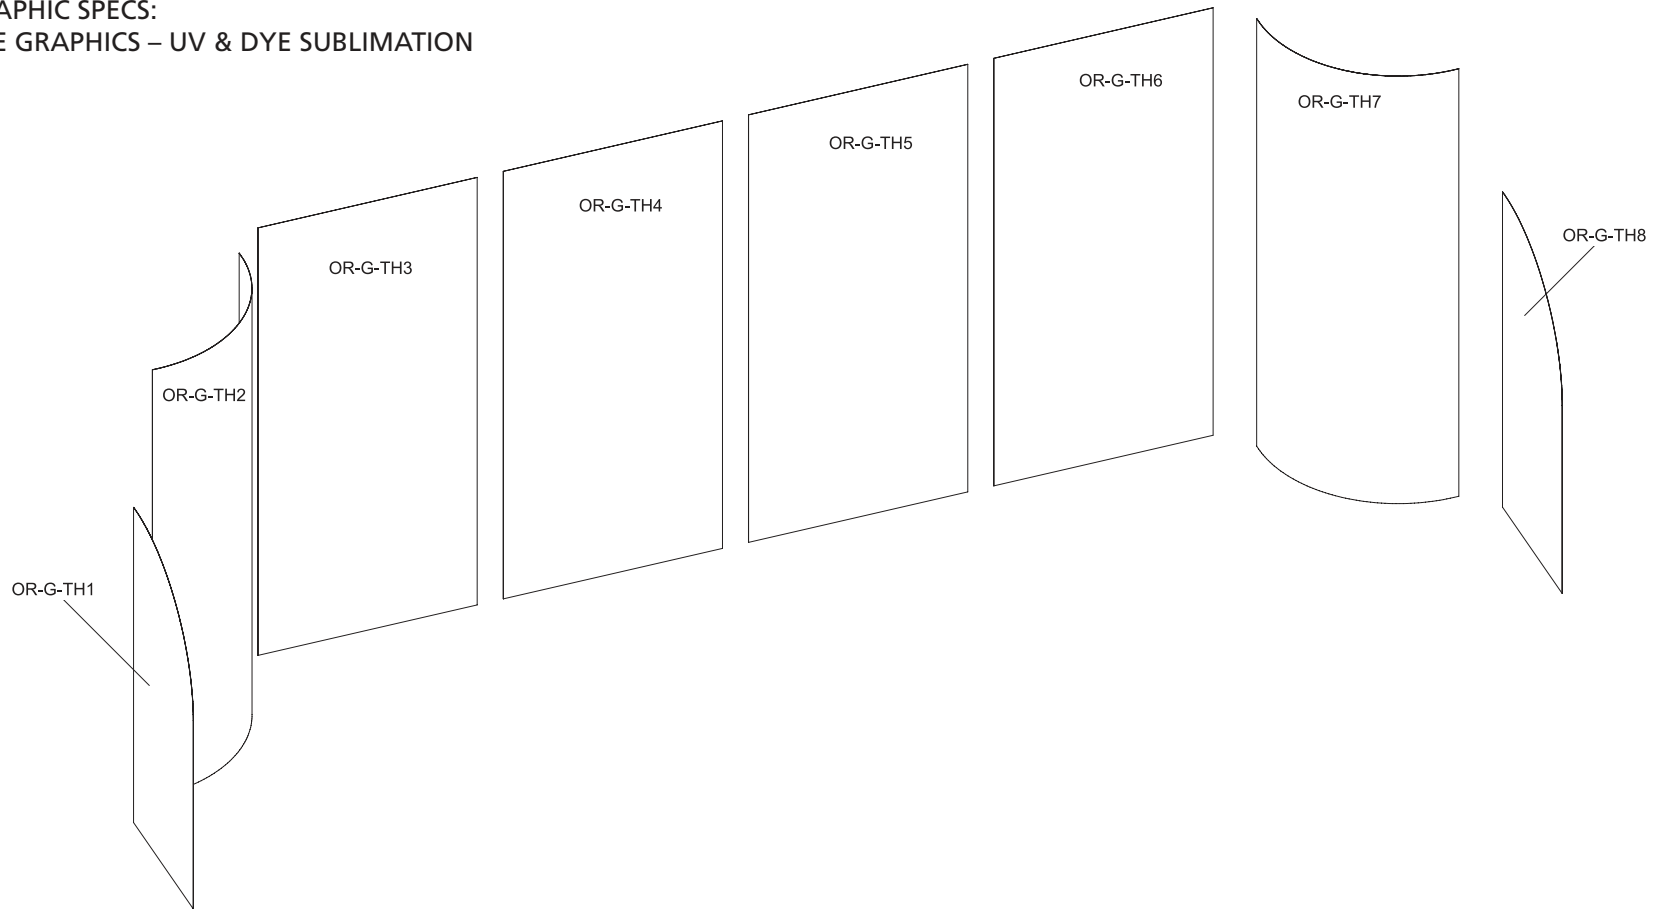 APHIC SPECS:
E GRAPHICS – UV & DYE SUBLIMATION
OR-G-TH6
OR-G-TH7
OR-G-TH5
OR-G-TH4
OR-G-TH8
OR-G-TH3
OR-G-TH2
OR-G-TH1